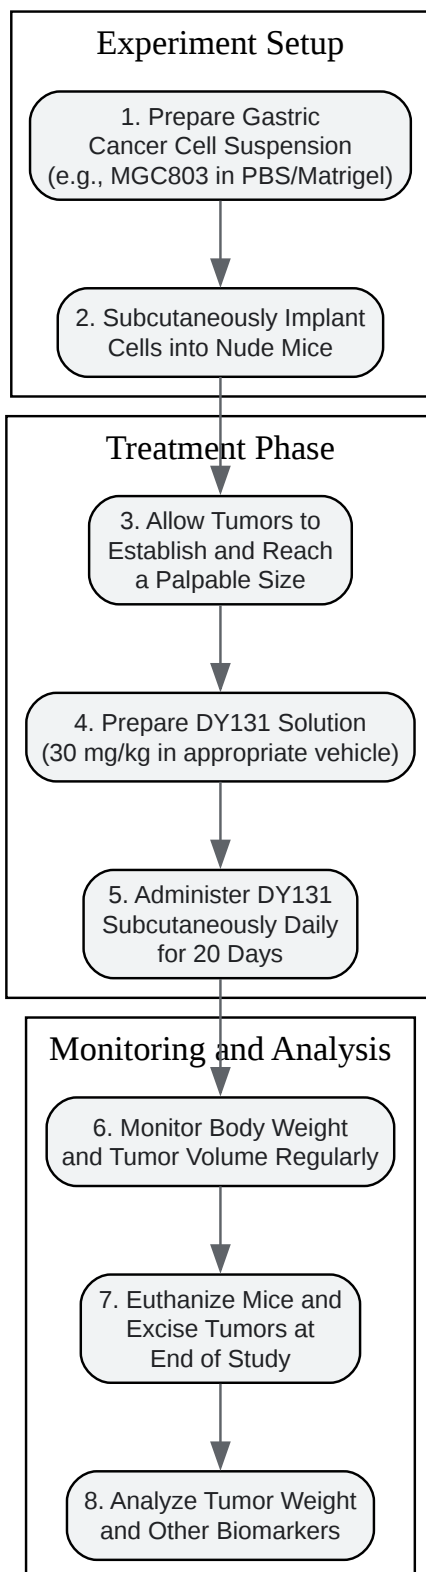 Experiment Setup
1. Prepare Gastric
Cancer Cell Suspension
(e.g., MGC803 in PBS/Matrigel)
2. Subcutaneously Implant
Cells into Nude Mice
Treatment Phase
3. Allow Tumors to
Establish and Reach
a Palpable Size
4. Prepare DY131 Solution
(30 mg/kg in appropriate vehicle)
5. Administer DY131
Subcutaneously Daily
for 20 Days
Monitoring and Analysis
6. Monitor Body Weight
and Tumor Volume Regularly
7. Euthanize Mice and
Excise Tumors at
End of Study
8. Analyze Tumor Weight
and Other Biomarkers